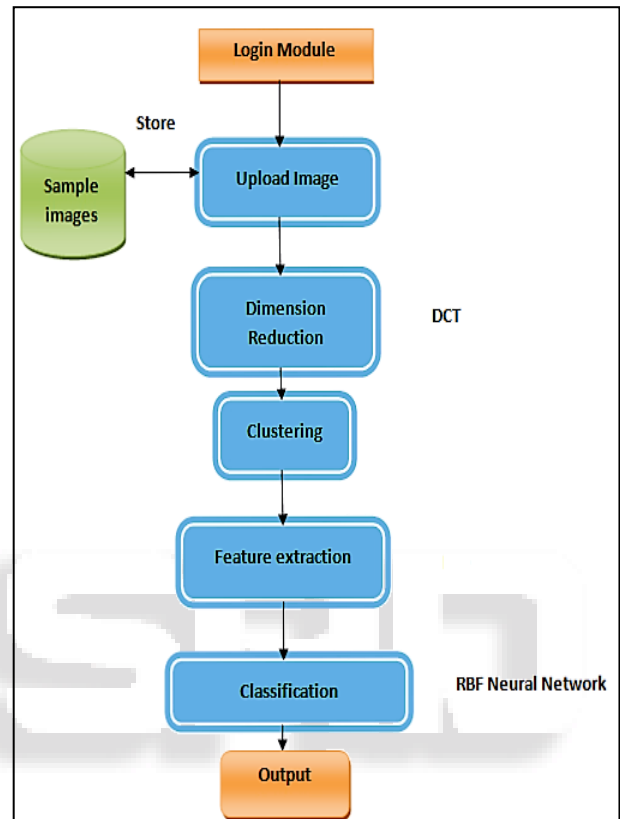 Login Module
Store
Sample
images
Upload Image
Dimension
Reduction
DCT
Clustering
Feature extraction
Classification
RBF Neural Network
Output